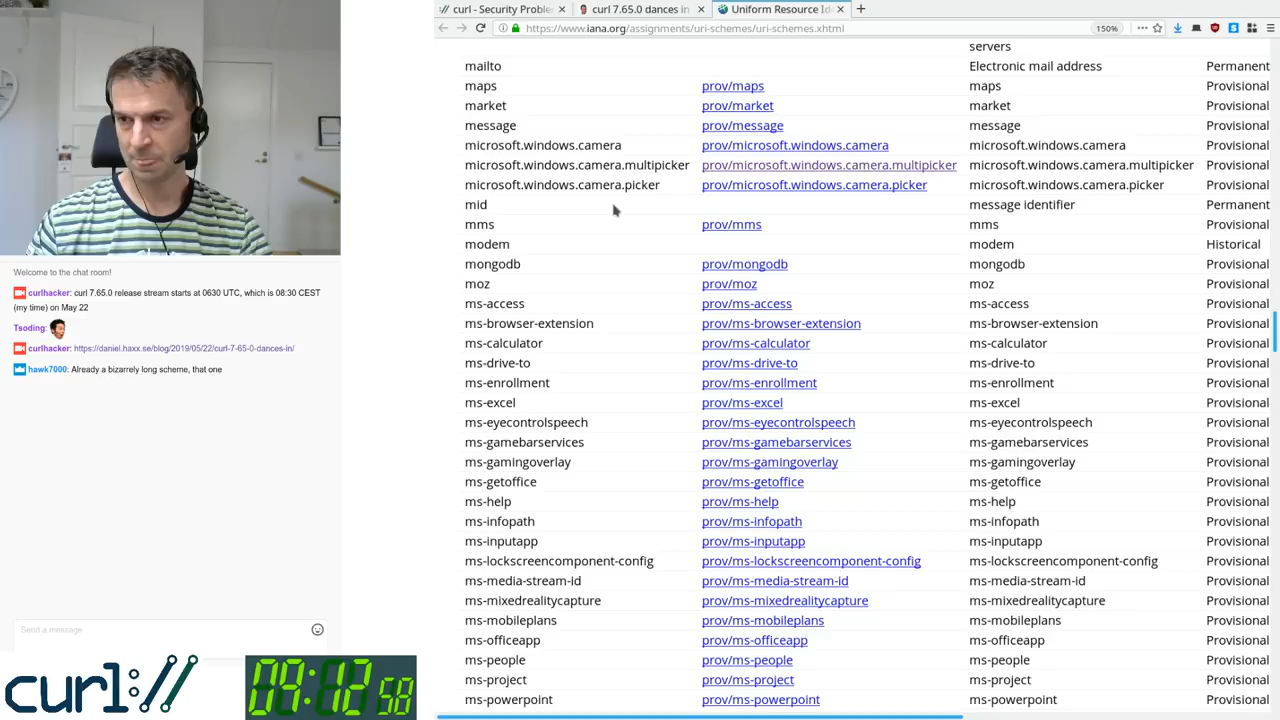 curl - Security Proble
curl 7.65.0 dances in
Uniform Resource Id
https://www.iana.org/assignments/uri-schemes/uri-schemes.xhtml
150%
servers
mailto Electronic mail address Permanent
maps prov/maps maps Provisional
market prov/market market Provisional
message prov/message message Provisional
microsoft.windows.camera prov/microsoft.windows.camera microsoft.windows.camera Provisional
microsoft.windows.camera.multipicker prov/microsoft.windows.camera.multipicker microsoft.windows.camera.multipicker Provisional
microsoft.windows.camera.picker prov/microsoft.windows.camera.picker microsoft.windows.camera.picker Provisional
mid message identifier Permanent
mms prov/mms mms Provisional
modem modem Historical
mongodb prov/mongodb mongodb Provisional
moz prov/moz moz Provisional
ms-access prov/ms-access ms-access Provisional
ms-browser-extension prov/ms-browser-extension ms-browser-extension Provisional
ms-calculator prov/ms-calculator ms-calculator Provisional
ms-drive-to prov/ms-drive-to ms-drive-to Provisional
ms-enrollment prov/ms-enrollment ms-enrollment Provisional
ms-excel prov/ms-excel ms-excel Provisional
ms-eyecontrolspeech prov/ms-eyecontrolspeech ms-eyecontrolspeech Provisional
ms-gamebarservices prov/ms-gamebarservices ms-gamebarservices Provisional
ms-gamingoverlay prov/ms-gamingoverlay ms-gamingoverlay Provisional
ms-getoffice prov/ms-getoffice ms-getoffice Provisional
ms-help prov/ms-help ms-help Provisional
ms-infopath prov/ms-infopath ms-infopath Provisional
ms-inputapp prov/ms-inputapp ms-inputapp Provisional
ms-lockscreencomponent-config prov/ms-lockscreencomponent-config ms-lockscreencomponent-config Provisional
ms-media-stream-id prov/ms-media-stream-id ms-media-stream-id Provisional
ms-mixedrealitycapture prov/ms-mixedrealitycapture ms-mixedrealitycapture Provisional
ms-mobileplans prov/ms-mobileplans ms-mobileplans Provisional
ms-officeapp prov/ms-officeapp ms-officeapp Provisional
ms-people prov/ms-people ms-people Provisional
ms-project prov/ms-project ms-project Provisional
ms-powerpoint prov/ms-powerpoint ms-powerpoint Provisional
Welcome to the chat room!
curlhacker: curl 7.65.0 release stream starts at 0630 UTC, which is 08:30 CEST
(my time) on May 22
Tsoding:
curlhacker: https://daniel.haxx.se/blog/2019/05/22/curl-7-65-0-dances-in/
hawk7000: Already a bizarrely long scheme, that one
Send a message
curl://
09:12 58